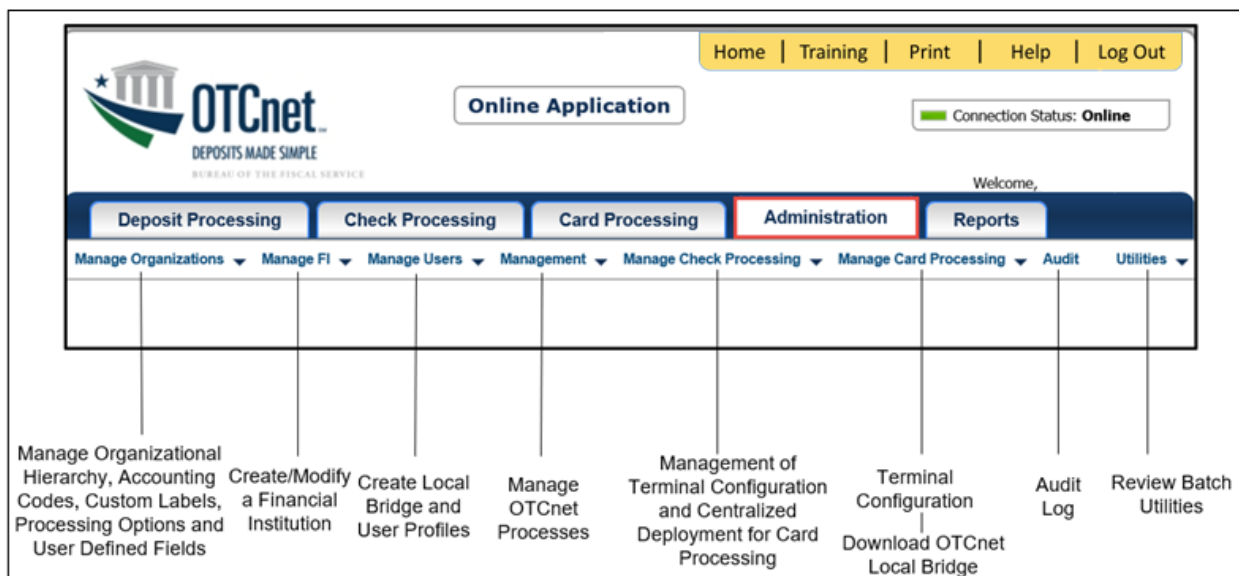 Home | Training | Print | Help | Log Out
OTCnet
DEPOSITS MADE SIMPLE
BUREAU OF THE FISCAL SERVICE
Online Application
Connection Status: Online
Welcome,
Deposit Processing Check Processing Card Processing Administration Reports
Manage Organizations Manage FI Manage Users Management Manage Check Processing Manage Card Processing Audit Utilities
Manage Organizational
Hierarchy, Accounting
Codes, Custom Labels,
Processing Options and
User Defined Fields
Create/Modify
a Financial
Institution
Create Local
Bridge and
User Profiles
Manage
OTCnet
Processes
Management of
Terminal Configuration
and Centralized
Deployment for Card
Processing
Terminal
Configuration
Download OTCnet
Local Bridge
Audit
Log
Review Batch
Utilities